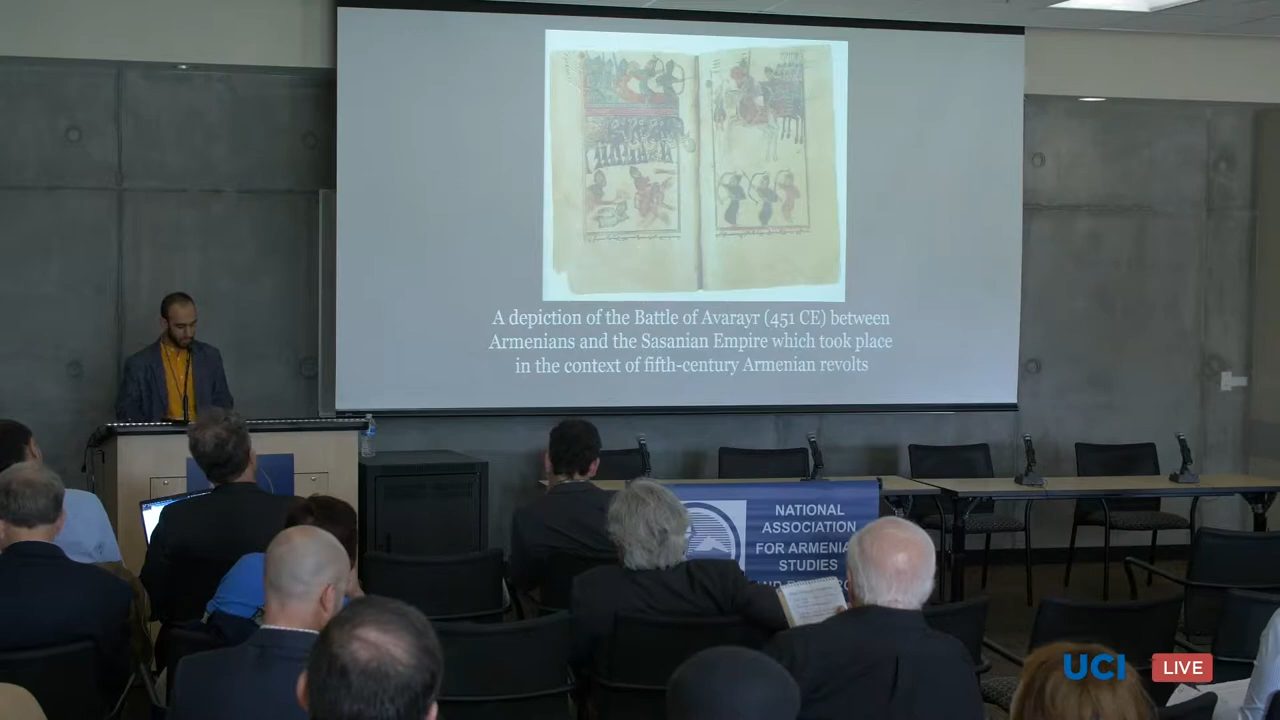 A depiction of the Battle of Avarayr (451 CE) between
Armenians and the Sasanian Empire which took place
in the context of fifth-century Armenian revolts
NATIONAL
ASSOCIATION
FOR ARMENIAN
STUDIES
UCI LIVE